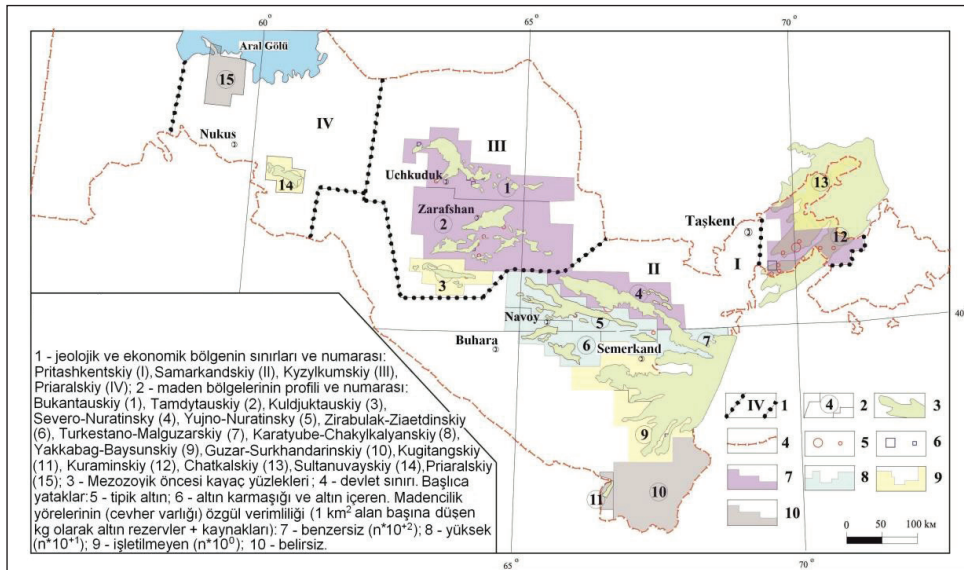 60
65
70
Aral Gölü
15
IV
III
Nukus
14
Uchkuduk
1
Zarafshan
2
3
13
Taşkent
12
I
II
4
Navoy
5
40
Buhara
6
Semerkand
7
9
10
11
1 - jeolojik ve ekonomik bölgenin sınırları ve numarası:
Pritashkentskiy (I), Samarkandskiy (II), Kyzylkumskiy (III),
Priaralskiy (IV); 2 - maden bölgelerinin profili ve numarası:
Bukantauskiy (1), Tamdytauskiy (2), Kuldjuktauskiy (3),
Severo-Nuratinsky (4), Yujno-Nuratinskiy (5), Zirabulak-Ziaetdinskiy
(6), Turkestano-Malguzarskiy (7), Karatyube-Chakylkalyanskiy (8),
Yakkabag-Baysunskiy (9), Guzar-Surkhandarinskiy (10), Kugitangskiy
(11), Kuraminskiy (12), Chatkalskiy (13), Sultanuvayskiy (14), Priaralskiy
(15); 3 - Mezozoyik öncesi kayaç yüzlekleri ; 4 - devlet sınırı. Başlıca
yataklar: 5 - tipik altın; 6 - altın karmaşığı ve altın içeren. Madencilik
yörelerinin (cevher varlığı) özgül verimliliği (1 km² alan başına düşen
kg olarak altın rezervler + kaynakları): 7 - benzersiz (n*10⁺²); 8 - yüksek
(n*10⁺¹); 9 - işletilmeyen (n*10⁰); 10 - belirsiz.
IV 1
4 2
3
4
5
6
7
8
9
10
0 50 100 км
65
70